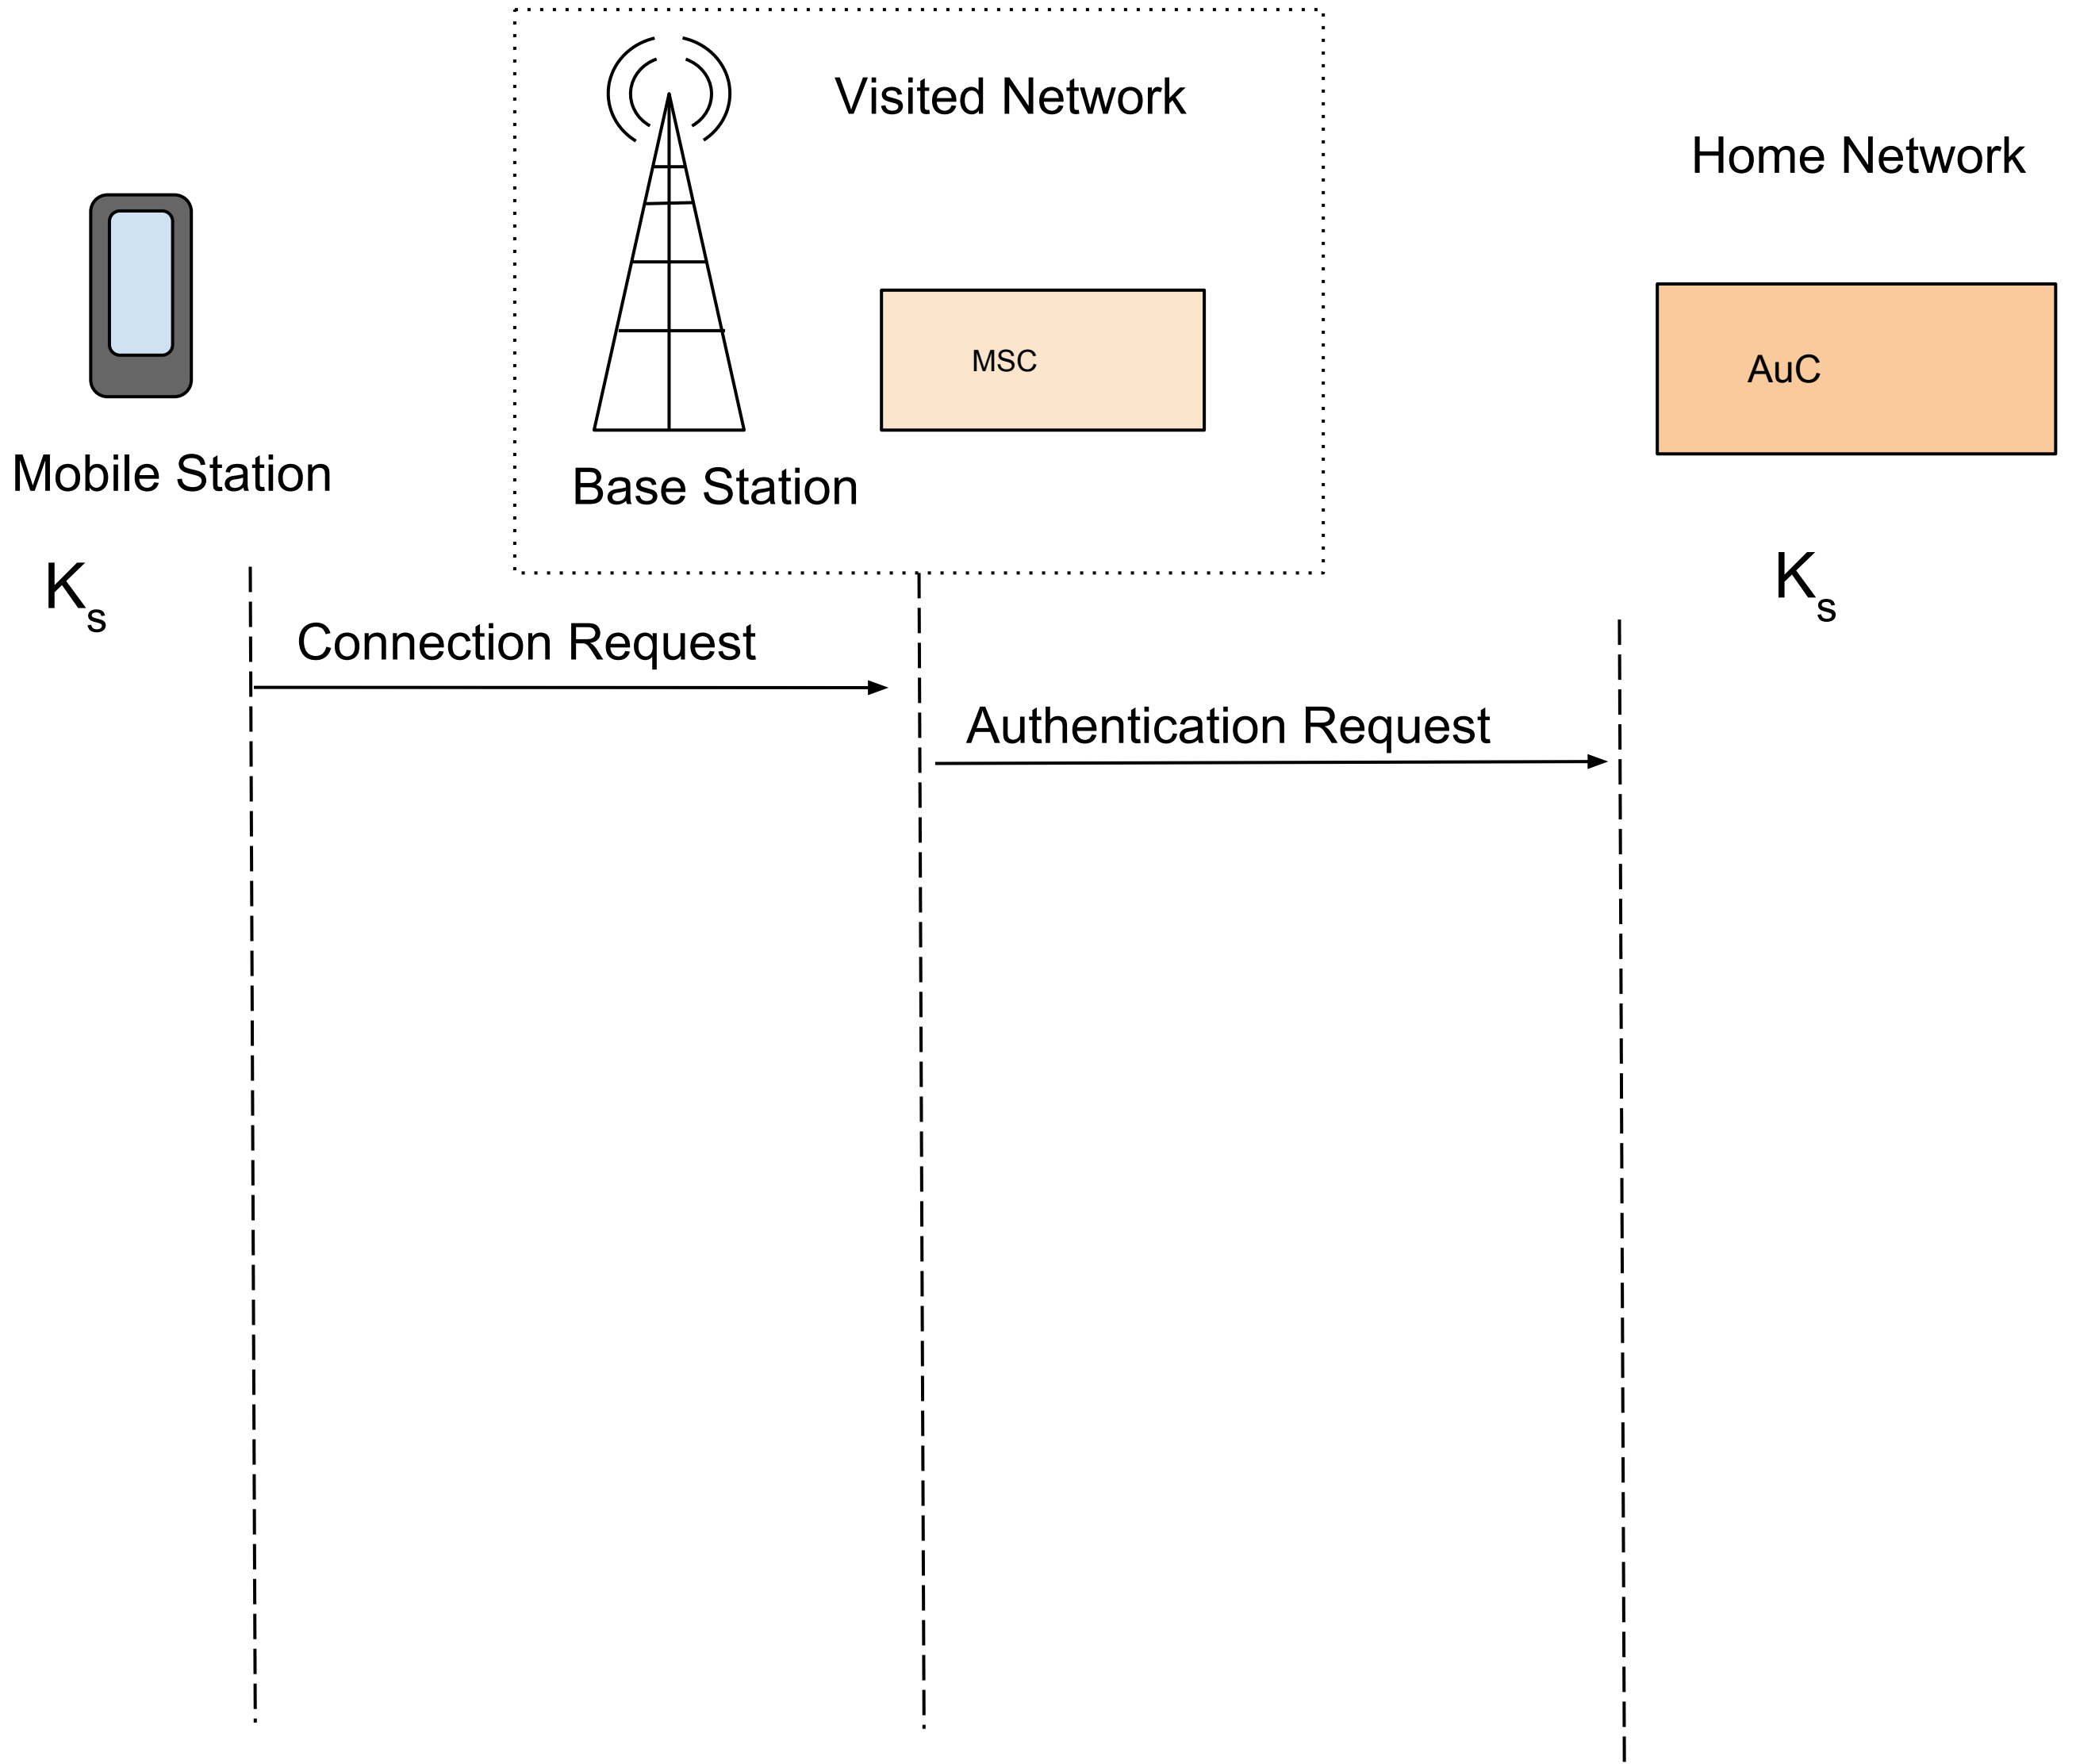 Visited Network
Home Network
MSC
AuC
Mobile Station
Base Station
Ks
Ks
Connection Request
Authentication Request